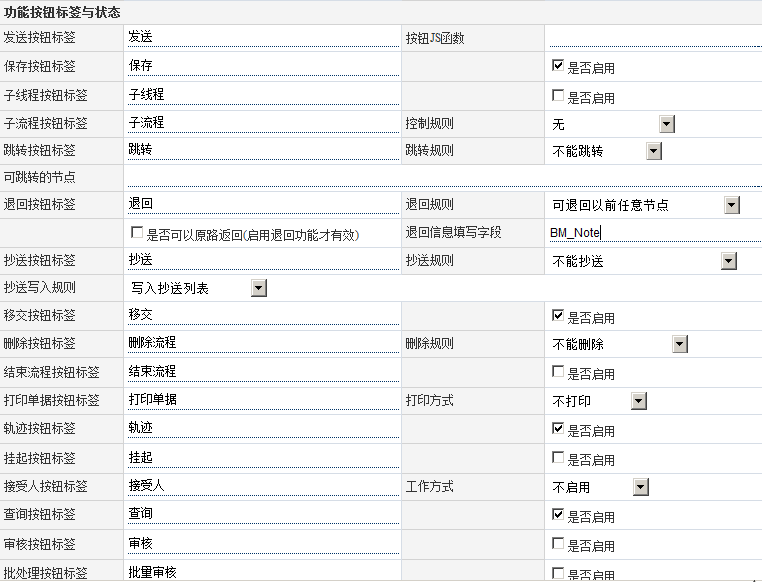 功能按钮标签与状态
发送按钮标签 发送 按钮JS函数
保存按钮标签 保存 是否启用
子线程按钮标签 子线程 是否启用
子流程按钮标签 子流程 控制规则 无
跳转按钮标签 跳转 跳转规则 不能跳转
可跳转的节点
退回按钮标签 退回 退回规则 可退回以前任意节点
是否可以原路返回(启用退回功能才有效) 退回信息填写字段 BM_Note
抄送按钮标签 抄送 抄送规则 不能抄送
抄送写入规则 写入抄送列表
移交按钮标签 移交 是否启用
删除按钮标签 删除流程 删除规则 不能删除
结束流程按钮标签 结束流程 是否启用
打印单据按钮标签 打印单据 打印方式 不打印
轨迹按钮标签 轨迹 是否启用
挂起按钮标签 挂起 是否启用
接受人按钮标签 接受人 工作方式 不启用
查询按钮标签 查询 是否启用
审核按钮标签 审核 是否启用
批处理按钮标签 批量审核 是否启用